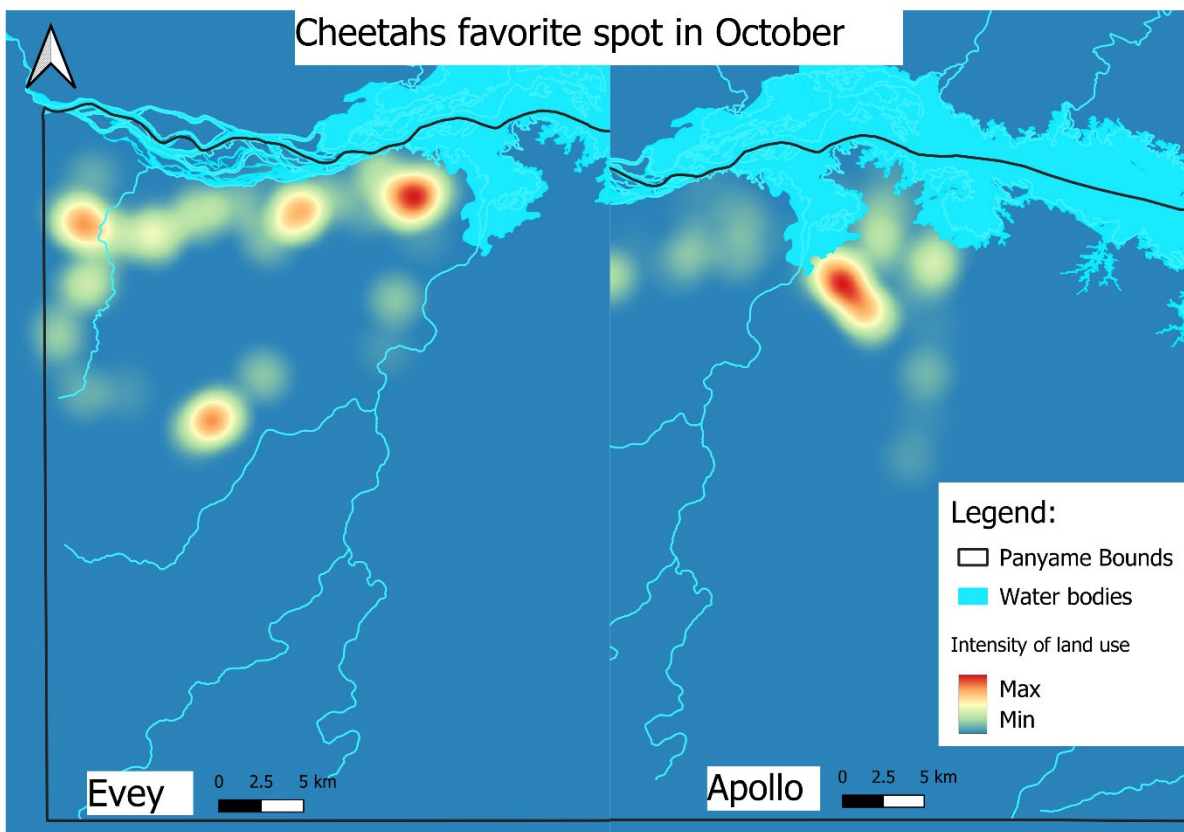 Cheetahs favorite spot in October
Legend:
Panyame Bounds
Water bodies
Intensity of land use
Max
Min
Evey
0 2.5 5 km
Apollo
0 2.5 5 km